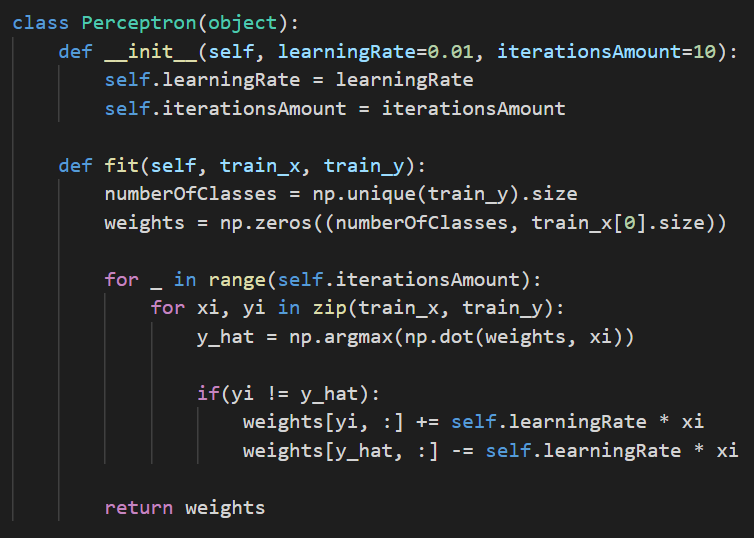 class Perceptron(object):
    def __init__(self, learningRate=0.01, iterationsAmount=10):
        self.learningRate = learningRate
        self.iterationsAmount = iterationsAmount

    def fit(self, train_x, train_y):
        numberOfClasses = np.unique(train_y).size
        weights = np.zeros((numberOfClasses, train_x[0].size))

        for _ in range(self.iterationsAmount):
            for xi, yi in zip(train_x, train_y):
                y_hat = np.argmax(np.dot(weights, xi))

                if(yi != y_hat):
                    weights[yi, :] += self.learningRate * xi
                    weights[y_hat, :] -= self.learningRate * xi

        return weights